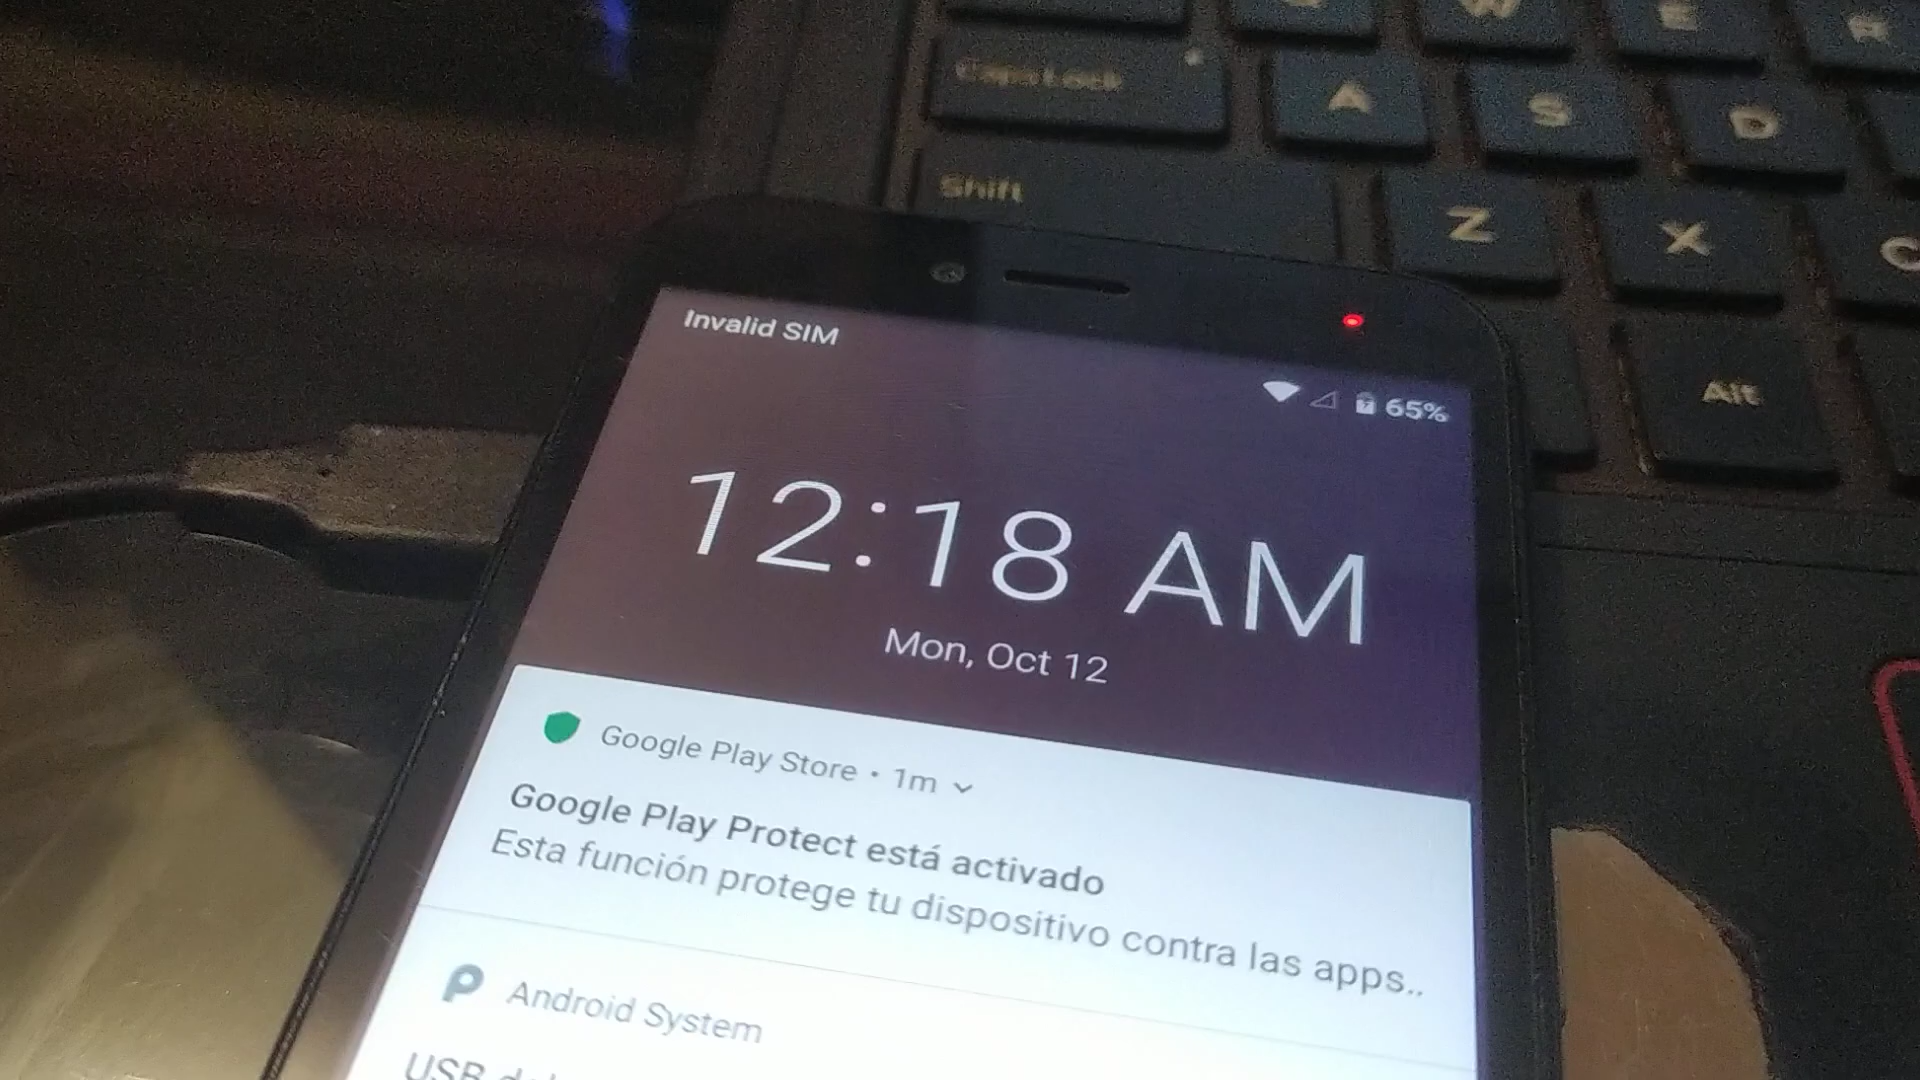 W
E
R
Caps Lock
A
S
D
Shift
Z
X
C
Alt
Invalid SIM
65%
12:18 AM
Mon, Oct 12
Google Play Store • 1m
Google Play Protect está activado
Esta función protege tu dispositivo contra las apps..
Android System
USB